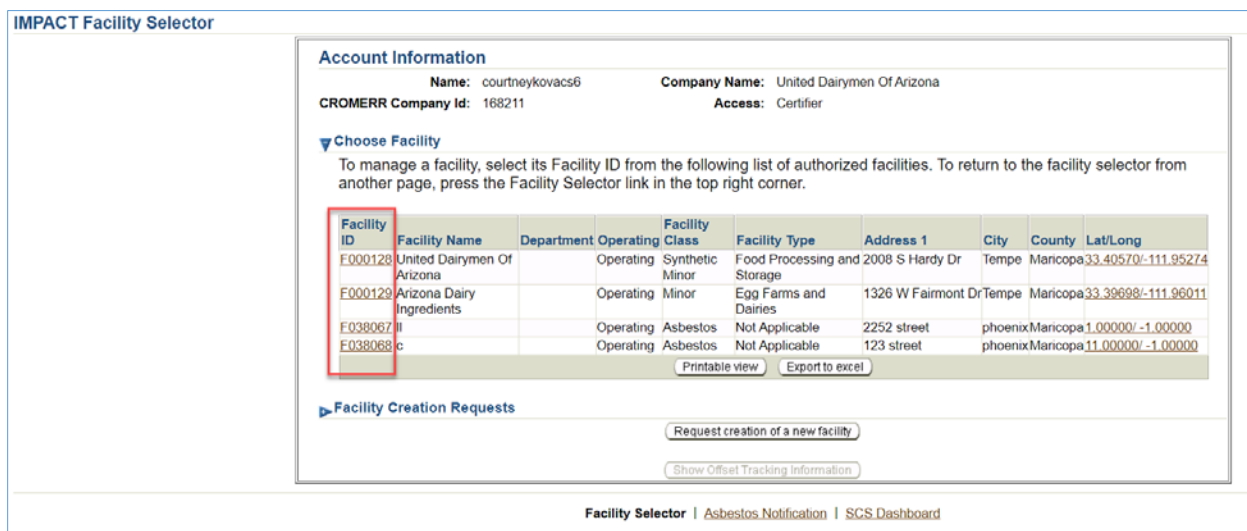 IMPACT Facility Selector
Account Information
Name: courtneykovacs6 Company Name: United Dairymen Of Arizona
CROMERR Company Id: 168211 Access: Certifier
Choose Facility
To manage a facility, select its Facility ID from the following list of authorized facilities. To return to the facility selector from
another page, press the Facility Selector link in the top right corner.
Facility ID Facility Name Department Operating Facility Class Facility Type Address 1 City County Lat/Long
F000128 United Dairymen Of Arizona Operating Synthetic Minor Food Processing and Storage 2008 S Hardy Dr Tempe Maricopa 33.40570/-111.95274
F000129 Arizona Dairy Ingredients Operating Minor Egg Farms and Dairies 1326 W Fairmont Dr Tempe Maricopa 33.39698/-111.96011
F038067 ll Operating Asbestos Not Applicable 2252 street phoenix Maricopa 1.00000/ -1.00000
F038068 c Operating Asbestos Not Applicable 123 street phoenix Maricopa 11.00000/ -1.00000
Printable view Export to excel
Facility Creation Requests
Request creation of a new facility
Show Offset Tracking Information
Facility Selector | Asbestos Notification | SCS Dashboard